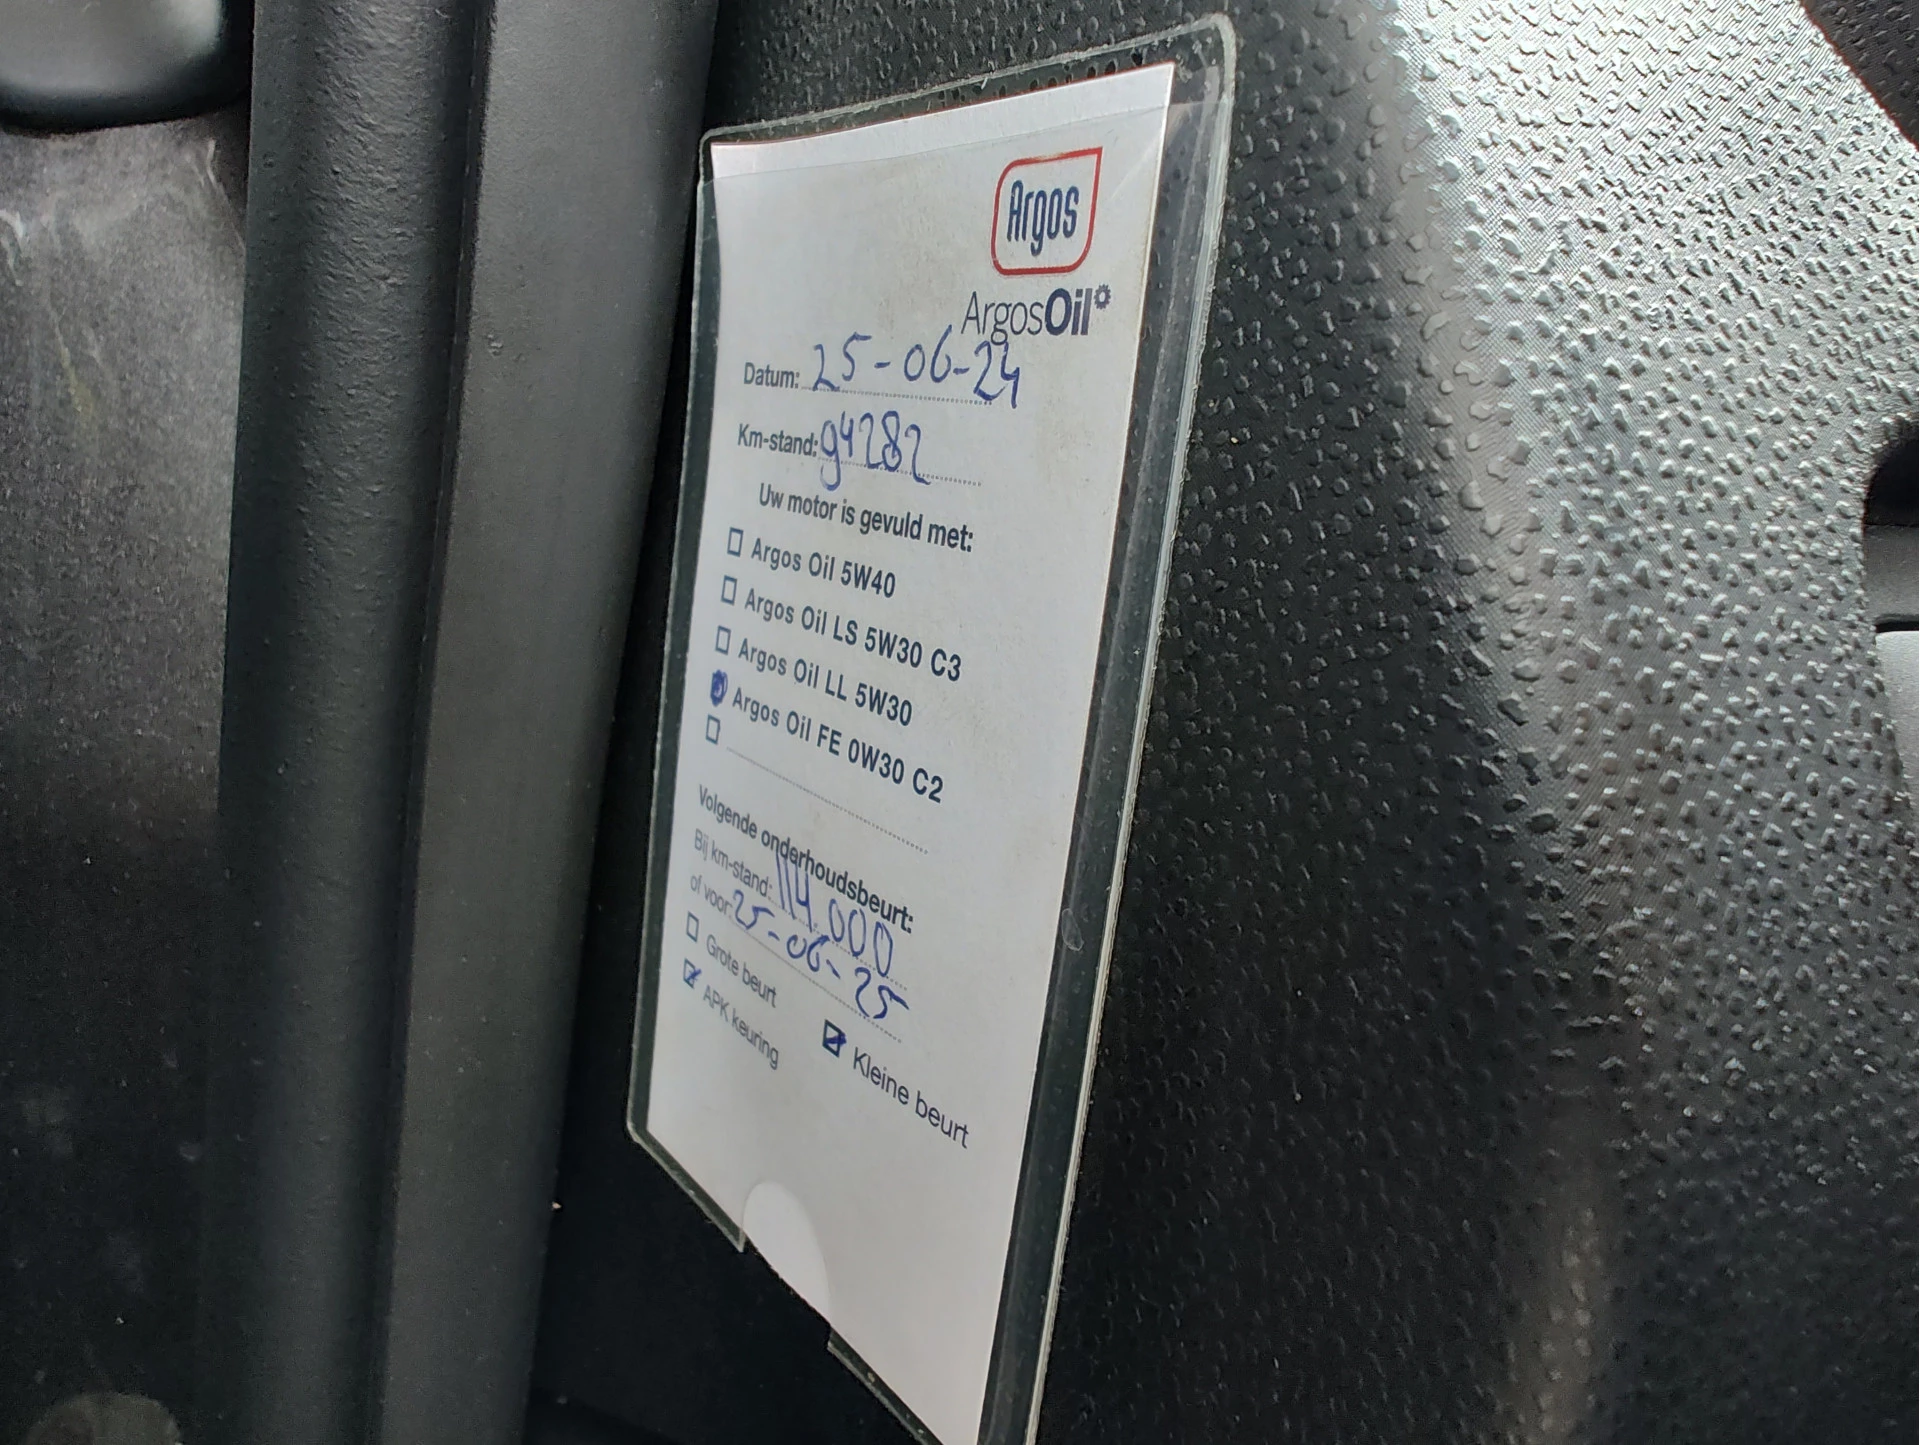 Argos
ArgosOil
Datum: 25-06-24
Km-stand: 94282
Uw motor is gevuld met:
Argos Oil 5W40
Argos Oil LS 5W30 C3
Argos Oil LL 5W30
Argos Oil FE 0W30 C2
Volgende onderhoudsbeurt:
Bij km-stand: 114.000
of voor: 25-06-25
Grote beurt
Kleine beurt
APK keuring